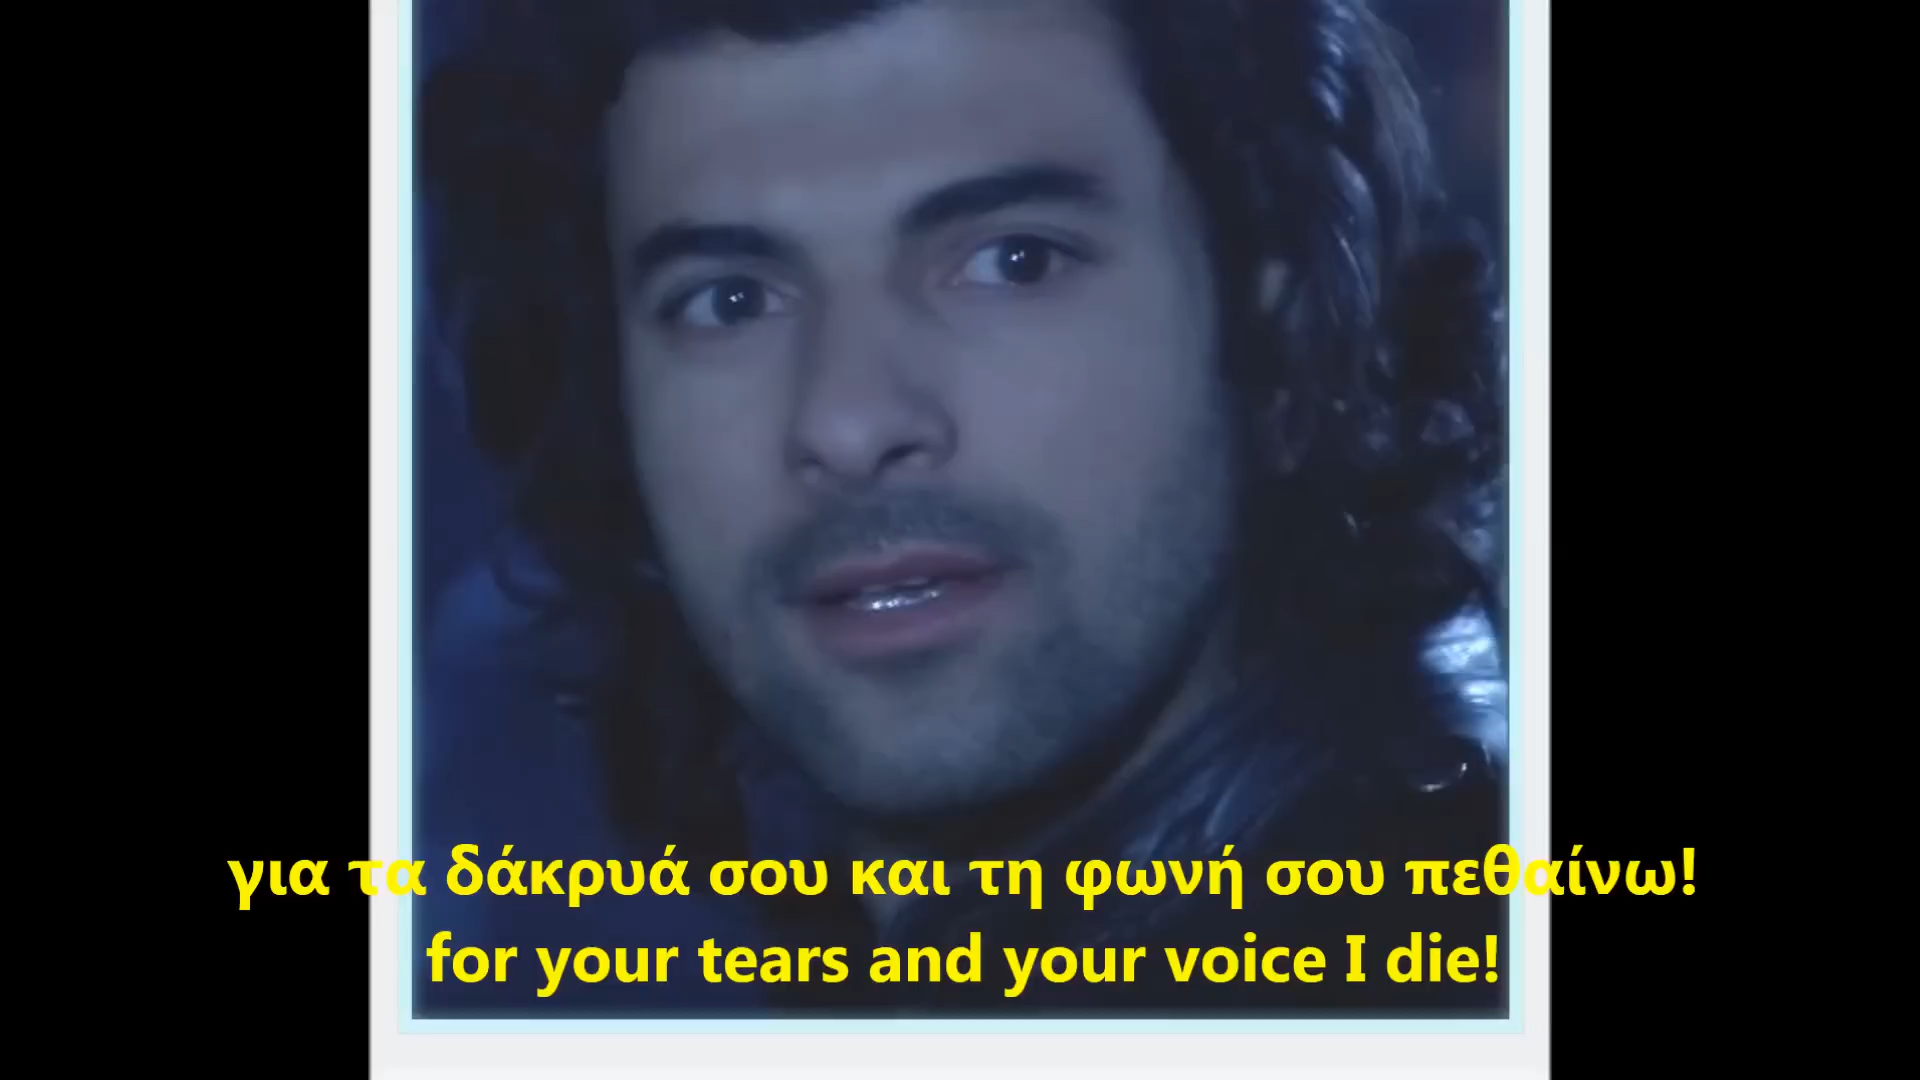 για τα δάκρυά σου και τη φωνή σου πεθαίνω!
for your tears and your voice I die!